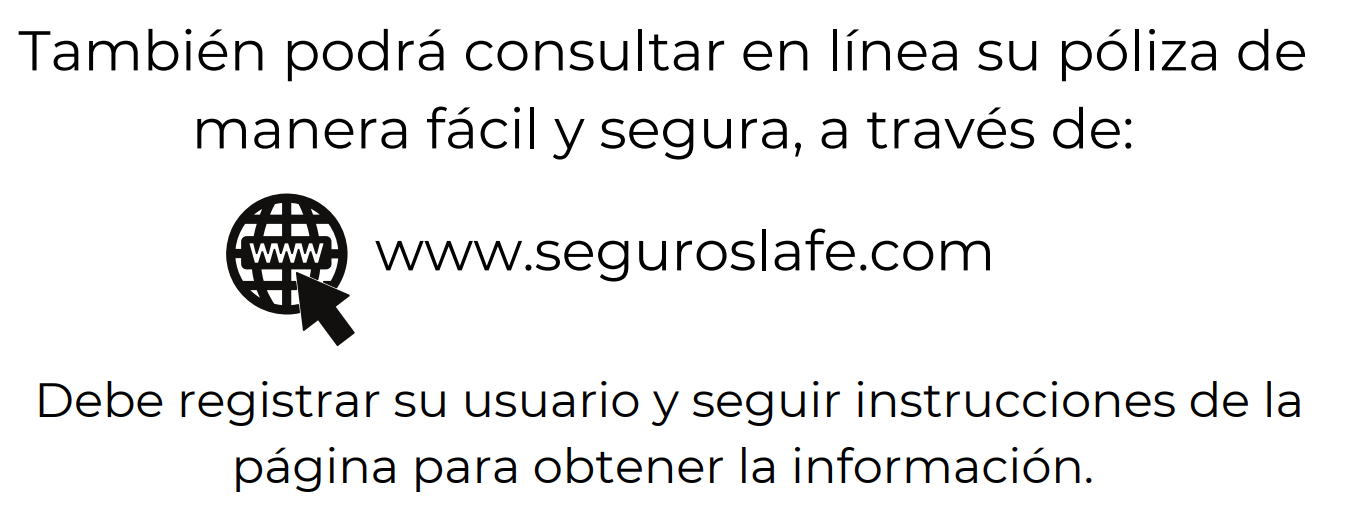 También podrá consultar en línea su póliza de
manera fácil y segura, a través de:
www
www.seguroslafe.com
Debe registrar su usuario y seguir instrucciones de la
página para obtener la información.